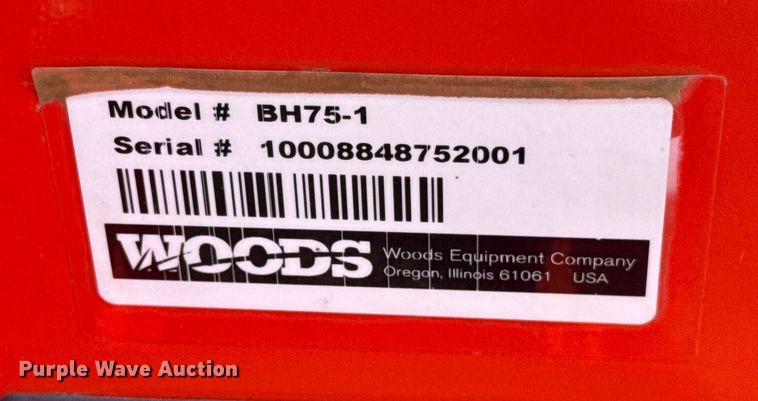 Model # BH75-1
Serial # 10008848752001
WOODS
Woods Equipment Company
Oregon, Illinois 61061 USA
Purple Wave Auction